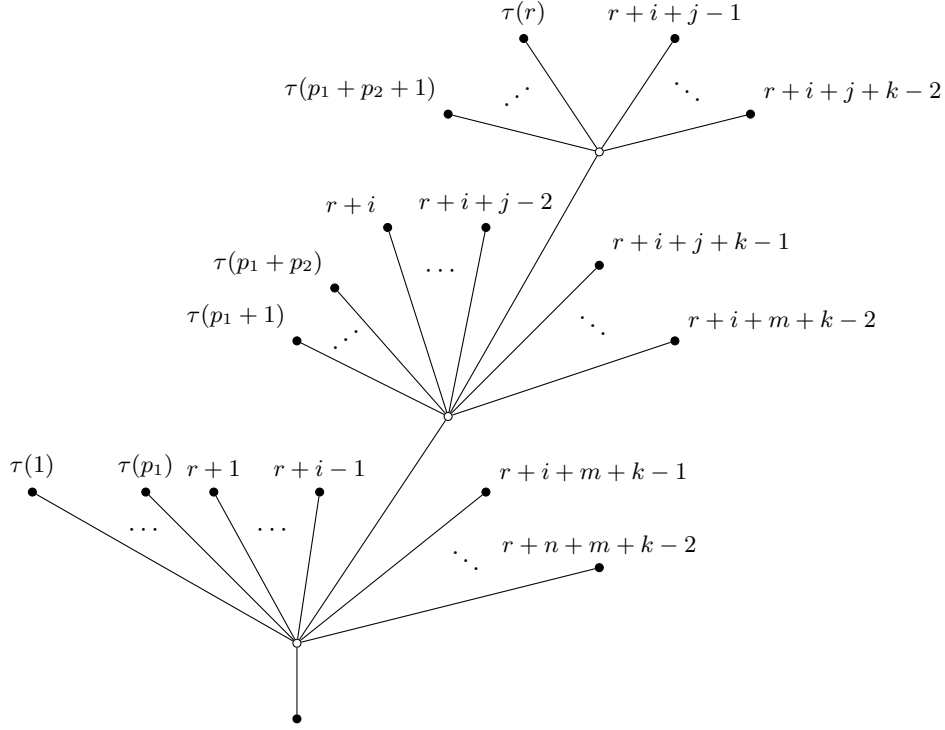 τ(r) r + i + j − 1
τ(p₁ + p₂ + 1) r + i + j + k − 2
r + i r + i + j − 2
r + i + j + k − 1
τ(p₁ + p₂)
τ(p₁ + 1) r + i + m + k − 2
τ(1) τ(p₁) r + 1 r + i − 1 r + i + m + k − 1
r + n + m + k − 2